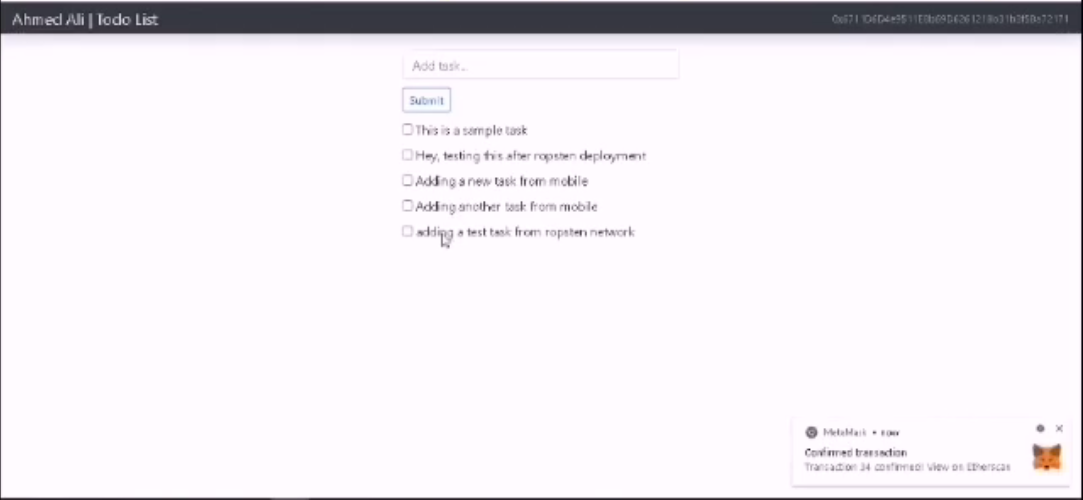 Ahmed Ali | Todo List
Add task...
Submit
This is a sample task
Hey, testing this after ropsten deployment
Adding a new task from mobile
Adding another task from mobile
adding a test task from ropsten network
MetaMask • now
Confirmed transaction
Transaction 34 confirmed! View on Etherscan